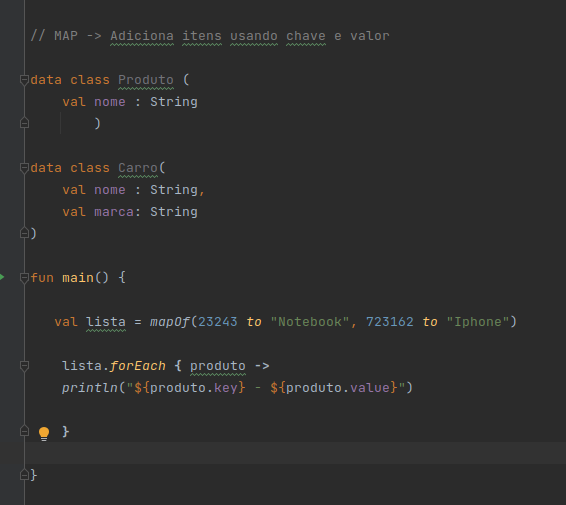 // MAP -> Adiciona itens usando chave e valor
data class Produto (
val nome : String
)
data class Carro(
val nome : String,
val marca: String
)
fun main() {
val lista = mapOf(23243 to "Notebook", 723162 to "Iphone")
lista.forEach { produto ->
println("${produto.key} - ${produto.value}")
}
}